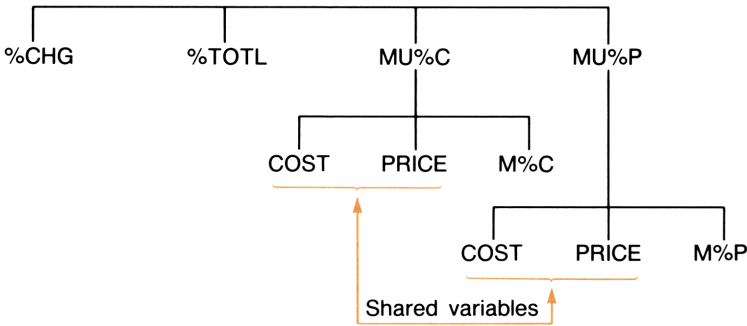 %CHG %TOTL MU%C MU%P
COST PRICE M%C
COST PRICE M%P
Shared variables